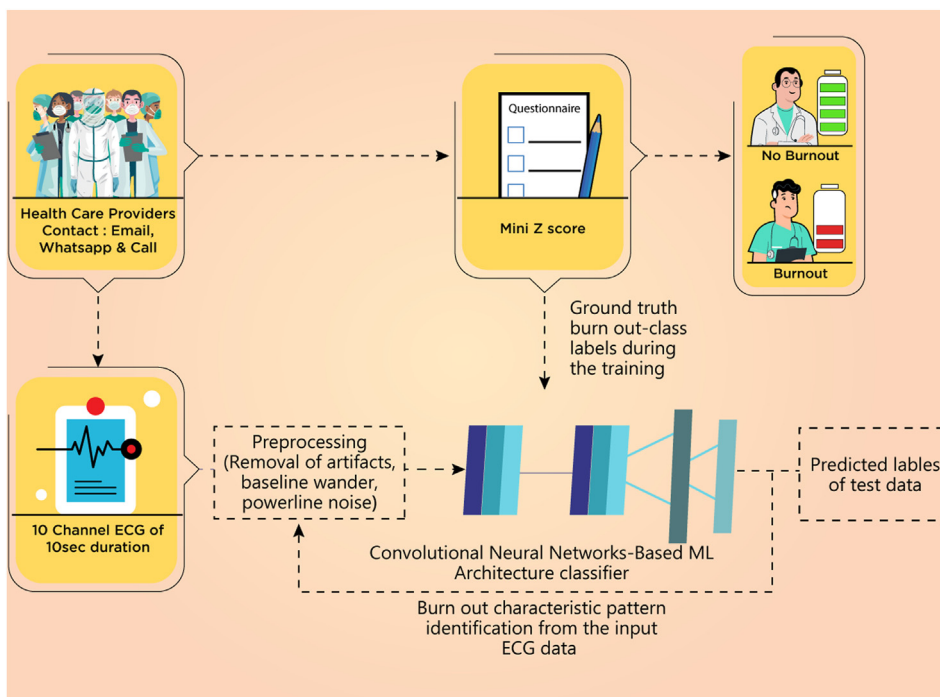 Health Care Providers
Contact : Email,
Whatsapp & Call
Questionnaire
Mini Z score
No Burnout
Burnout
Ground truth
burn out-class
labels during
the training
10 Channel ECG of
10sec duration
Preprocessing
(Removal of artifacts,
baseline wander,
powerline noise)
Convolutional Neural Networks-Based ML
Architecture classifier
Predicted lables
of test data
Burn out characteristic pattern
identification from the input
ECG data